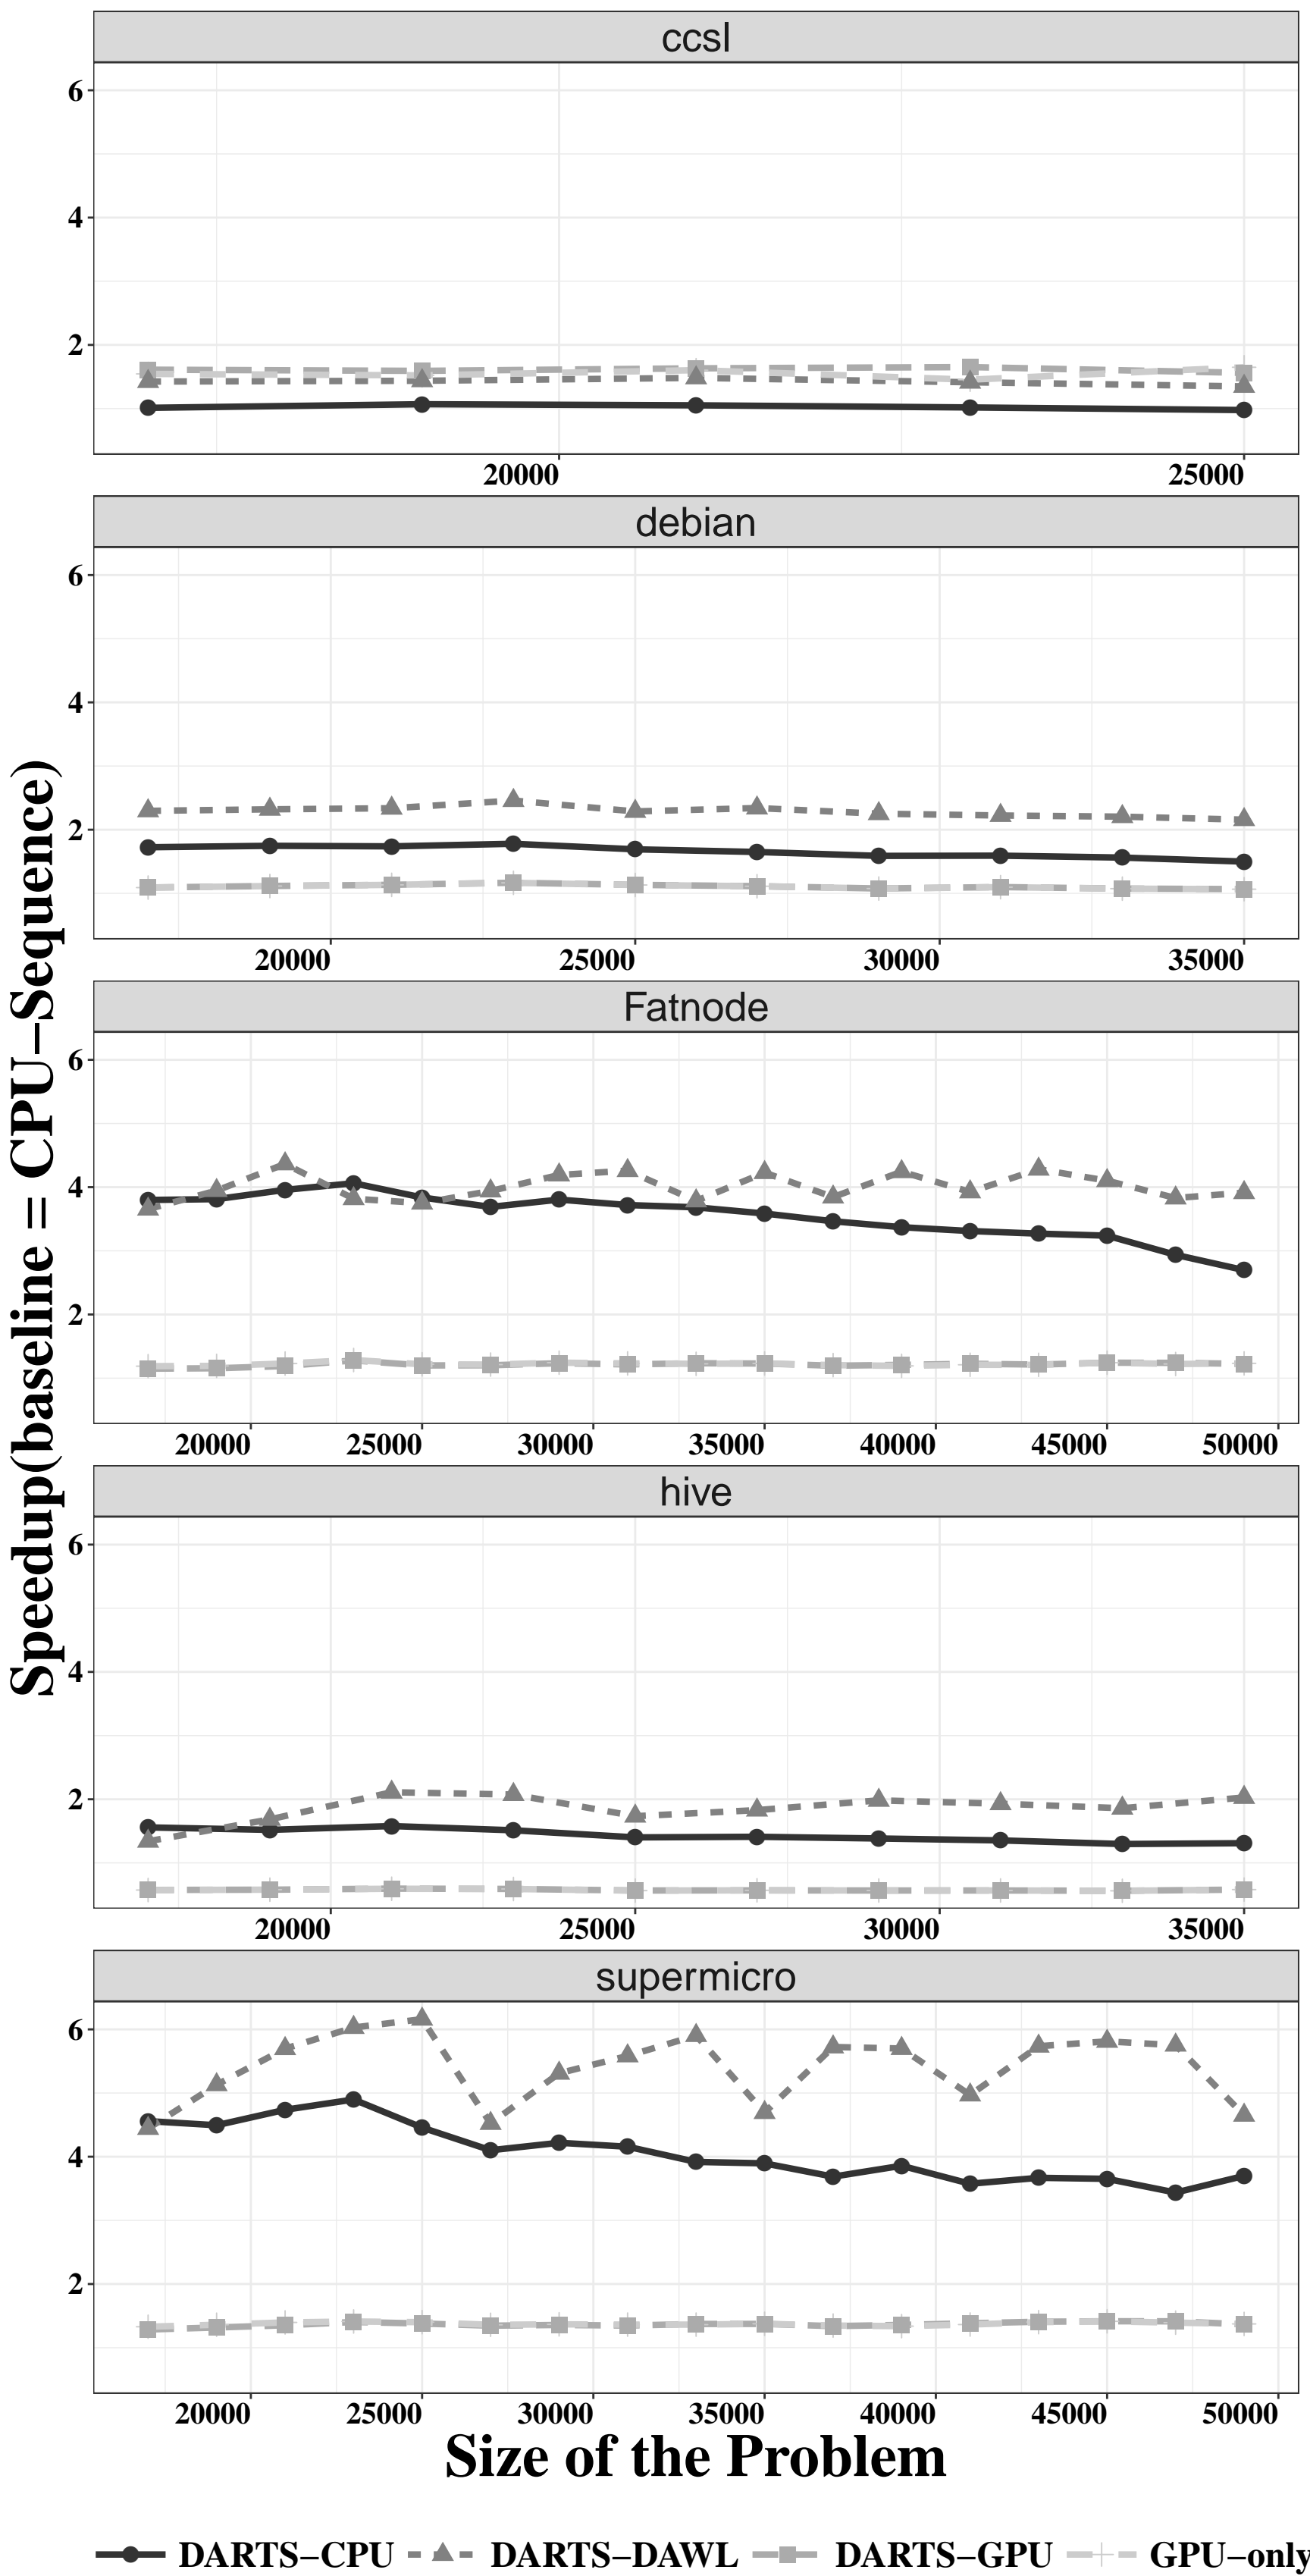 ccsl
6
4
2
20000 25000
debian
6
4
2
20000 25000 30000 35000
Fatnode
6
4
2
20000 25000 30000 35000 40000 45000 50000
hive
6
4
2
20000 25000 30000 35000
supermicro
6
4
2
20000 25000 30000 35000 40000 45000 50000
Speedup(baseline = CPU−Sequence)
Size of the Problem
DARTS−CPU DARTS−DAWL DARTS−GPU GPU−only